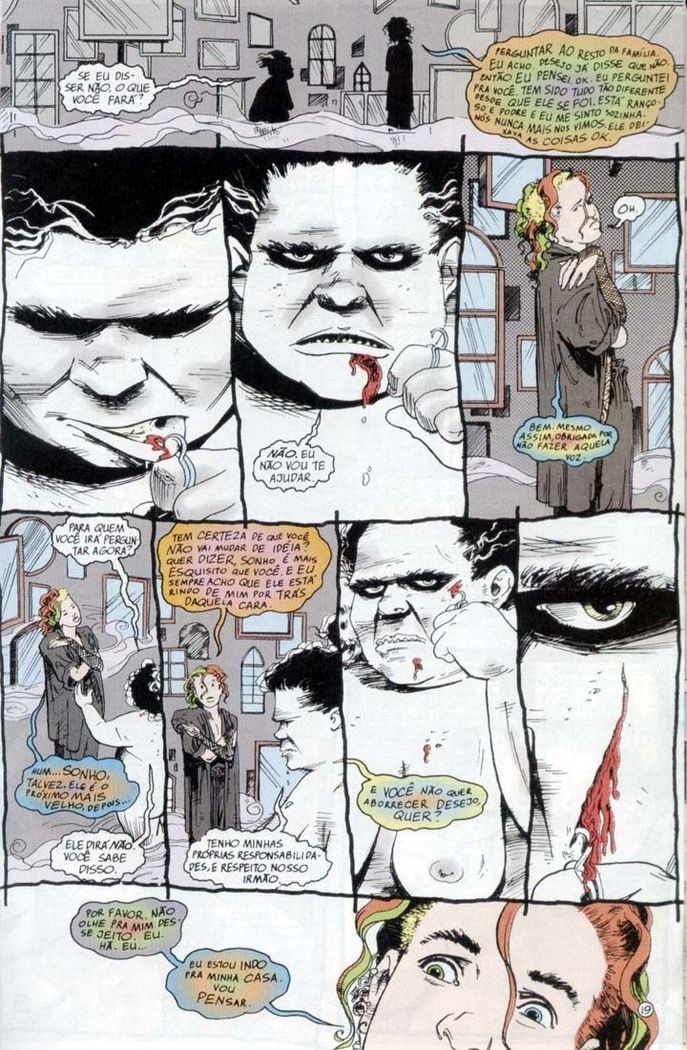 SE EU DIS-
SER NÃO, O QUE
VOCÊ FARÁ?
PERGUNTAR AO RESTO DA FAMÍLIA.
EU ACHO. DESEJO JÁ DISSE QUE NÃO.
ENTÃO EU PENSEI, OK. EU PERGUNTEI
PRA VOCÊ. TEM SIDO TUDO TÃO DIFERENTE
DESDE QUE ELE SE FOI. ESTÁ RANÇO-
SO E PODRE E EU ME SINTO SOZINHA.
NÓS NUNCA MAIS NOS VIMOS. ELE DEI-
XAVA
AS COISAS OK.
NÃO. EU
NÃO VOU TE
AJUDAR.
OH.
BEM. MESMO
ASSIM, OBRIGADA POR
NÃO FAZER AQUELA
VOZ.
PARA QUEM
VOCÊ IRÁ PERGUN-
TAR AGORA?
HUM... SONHO,
TALVEZ. ELE É O
PRÓXIMO MAIS
VELHO, DEPOIS...
ELE DIRÁ NÃO.
VOCÊ SABE
DISSO.
TEM CERTEZA DE QUE VOCÊ
NÃO VAI MUDAR DE IDÉIA?
QUER DIZER, SONHO, É MAIS
ESQUISITO QUE VOCÊ, E EU
SEMPRE ACHO QUE ELE ESTÁ
RINDO DE MIM POR TRÁS
DAQUELA CARA.
TENHO MINHAS
PRÓPRIAS RESPONSABILIDA-
DES, E RESPEITO NOSSO
IRMÃO.
E VOCÊ NÃO QUER
ABORRECER DESEJO,
QUER?
POR FAVOR, NÃO
OLHE PRA MIM DES-
SE JEITO. EU.
HÃ. EU...
EU ESTOU INDO
PRA MINHA CASA.
VOU
PENSAR.
19